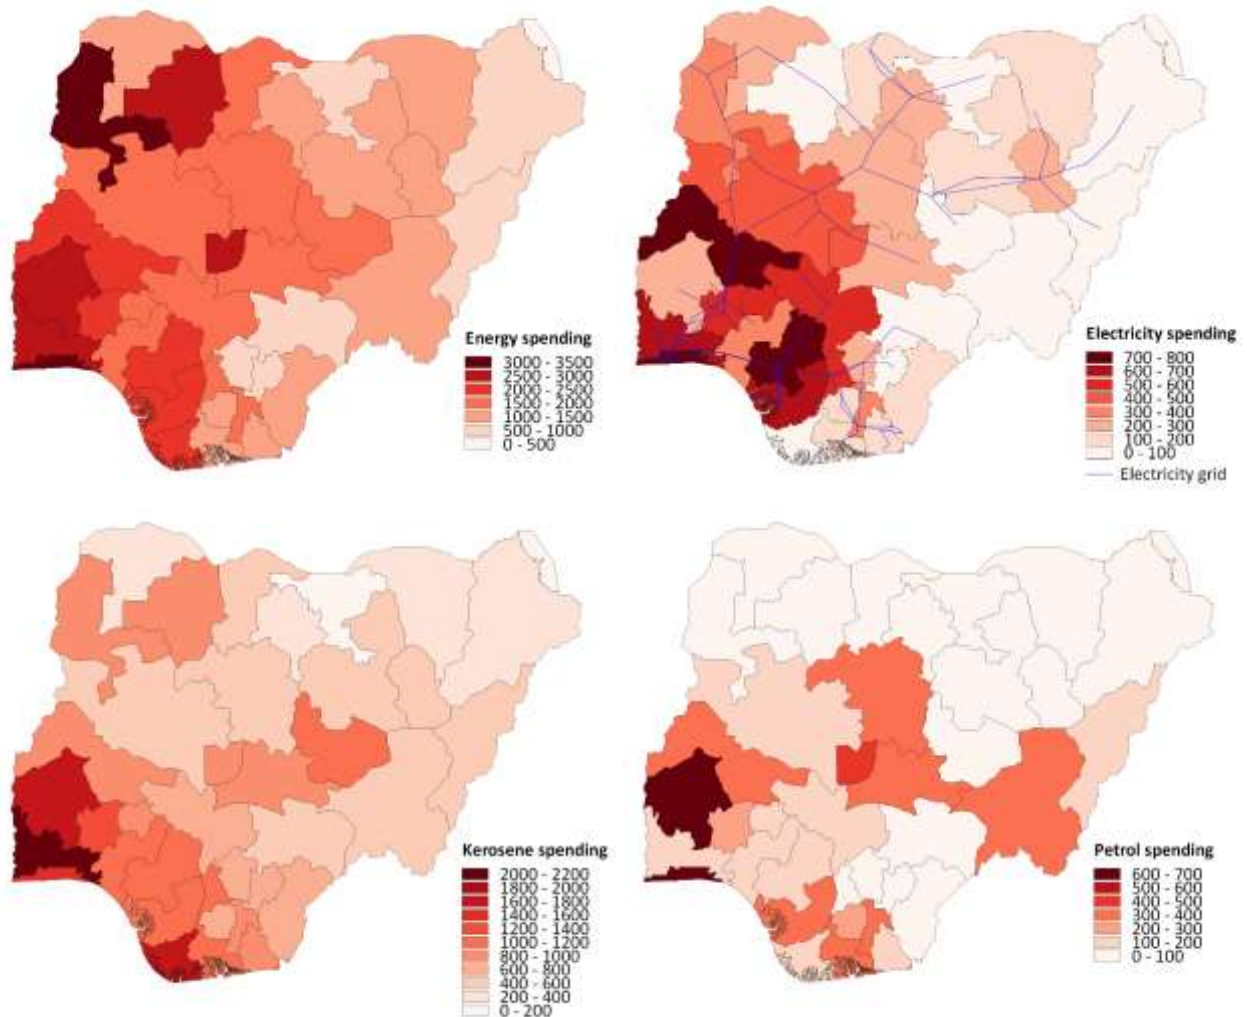 Energy spending
3000 - 3500
2500 - 3000
2000 - 2500
1500 - 2000
1000 - 1500
500 - 1000
0 - 500
Electricity spending
700 - 800
600 - 700
500 - 600
400 - 500
300 - 400
200 - 300
100 - 200
0 - 100
Electricity grid
Kerosene spending
2000 - 2200
1800 - 2000
1600 - 1800
1400 - 1600
1200 - 1400
1000 - 1200
800 - 1000
600 - 800
400 - 600
200 - 400
0 - 200
Petrol spending
600 - 700
500 - 600
400 - 500
300 - 400
200 - 300
100 - 200
0 - 100